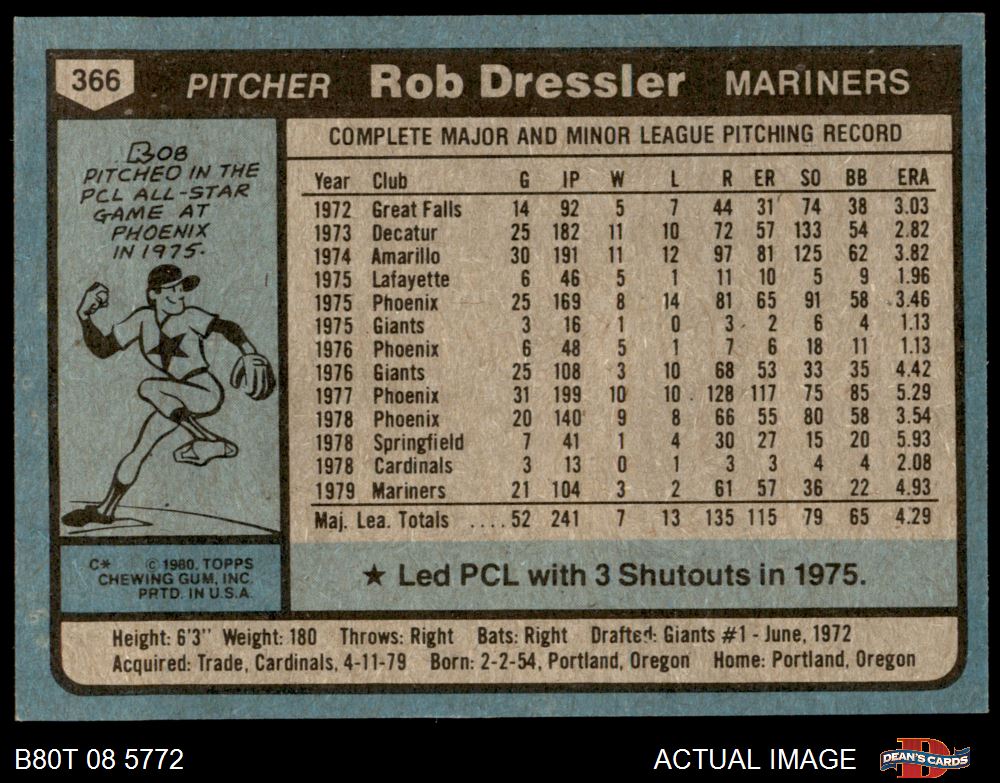 366 PITCHER Rob Dressler MARINERS
BOB
PITCHED IN THE
PCL ALL-STAR
GAME AT
PHOENIX
IN 1975.
COMPLETE MAJOR AND MINOR LEAGUE PITCHING RECORD
Year Club G IP W L R ER SO BB ERA
1972 Great Falls 14 92 5 7 44 31 74 38 3.03
1973 Decatur 25 182 11 10 72 57 133 54 2.82
1974 Amarillo 30 191 11 12 97 81 125 62 3.82
1975 Lafayette 6 46 5 1 11 10 5 9 1.96
1975 Phoenix 25 169 8 14 81 65 91 58 3.46
1975 Giants 3 16 1 0 3 2 6 4 1.13
1976 Phoenix 6 48 5 1 7 6 18 11 1.13
1976 Giants 25 108 3 10 68 53 33 35 4.42
1977 Phoenix 31 199 10 10 128 117 75 85 5.29
1978 Phoenix 20 140 9 8 66 55 80 58 3.54
1978 Springfield 7 41 1 4 30 27 15 20 5.93
1978 Cardinals 3 13 0 1 3 3 4 4 2.08
1979 Mariners 21 104 3 2 61 57 36 22 4.93
Maj. Lea. Totals ....52 241 7 13 135 115 79 65 4.29
C* © 1980, TOPPS
CHEWING GUM, INC.
PRTD. IN U.S.A.
★ Led PCL with 3 Shutouts in 1975.
Height: 6'3" Weight: 180 Throws: Right Bats: Right Drafted: Giants #1 - June, 1972
Acquired: Trade, Cardinals, 4-11-79 Born: 2-2-54, Portland, Oregon Home: Portland, Oregon
B80T 08 5772 ACTUAL IMAGE D DEAN'S CARDS